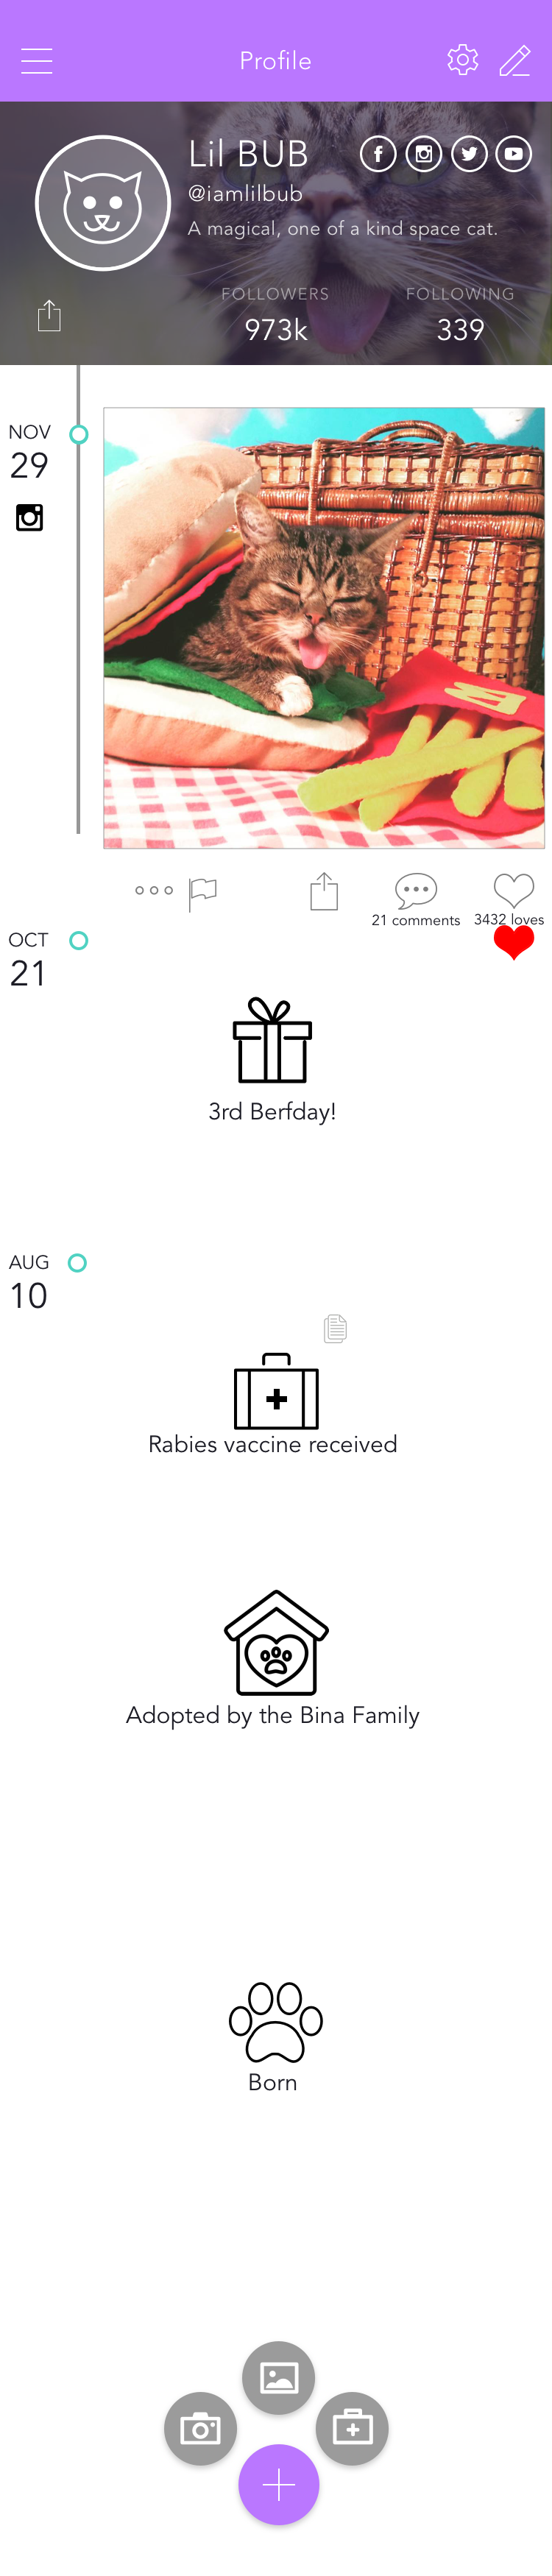 Profile
Lil BUB
@iamlilbub
A magical, one of a kind space cat.
FOLLOWERS FOLLOWING
973k 339
NOV
29
21 comments 3432 loves
OCT
21
3rd Berfday!
AUG
10
Rabies vaccine received
Adopted by the Bina Family
Born